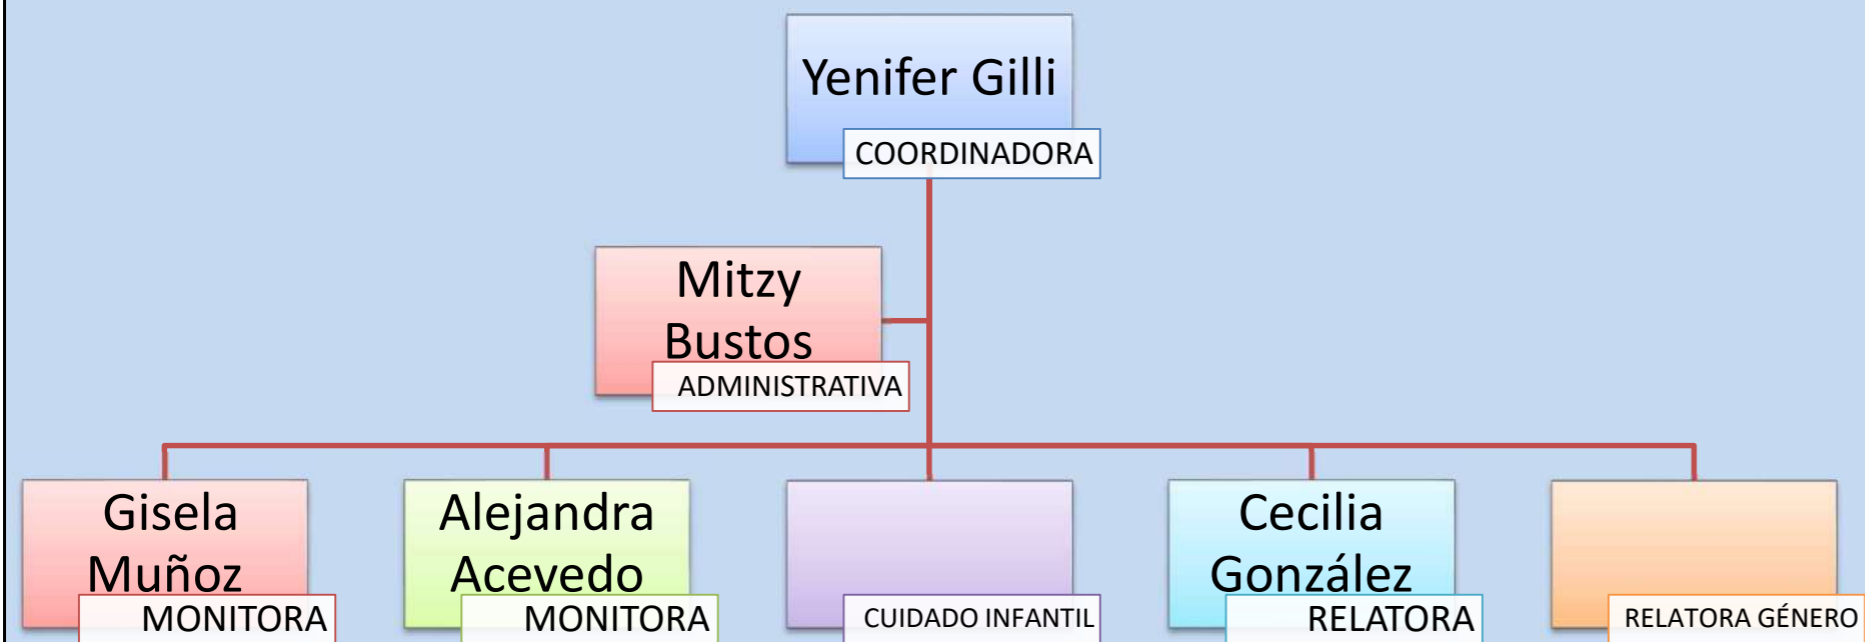 Yenifer Gilli
COORDINADORA
Mitzy
Bustos
ADMINISTRATIVA
Gisela
Muñoz
MONITORA
Alejandra
Acevedo
MONITORA
CUIDADO INFANTIL
Cecilia
González
RELATORA
RELATORA GÉNERO